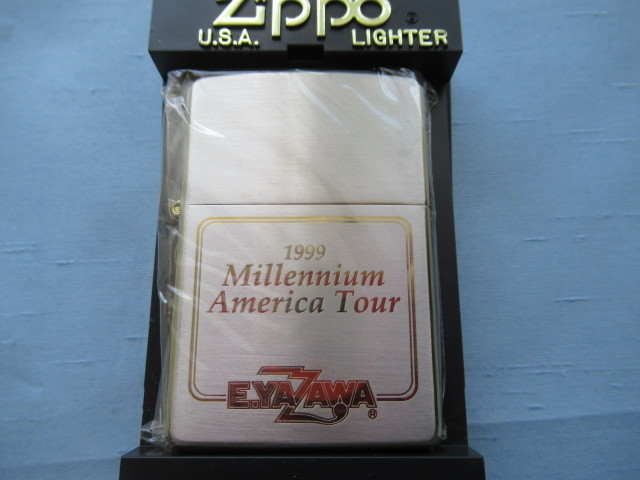 Zippo ®
U.S.A. LIGHTER
1999
Millennium
America Tour
E.YAZAWA ®